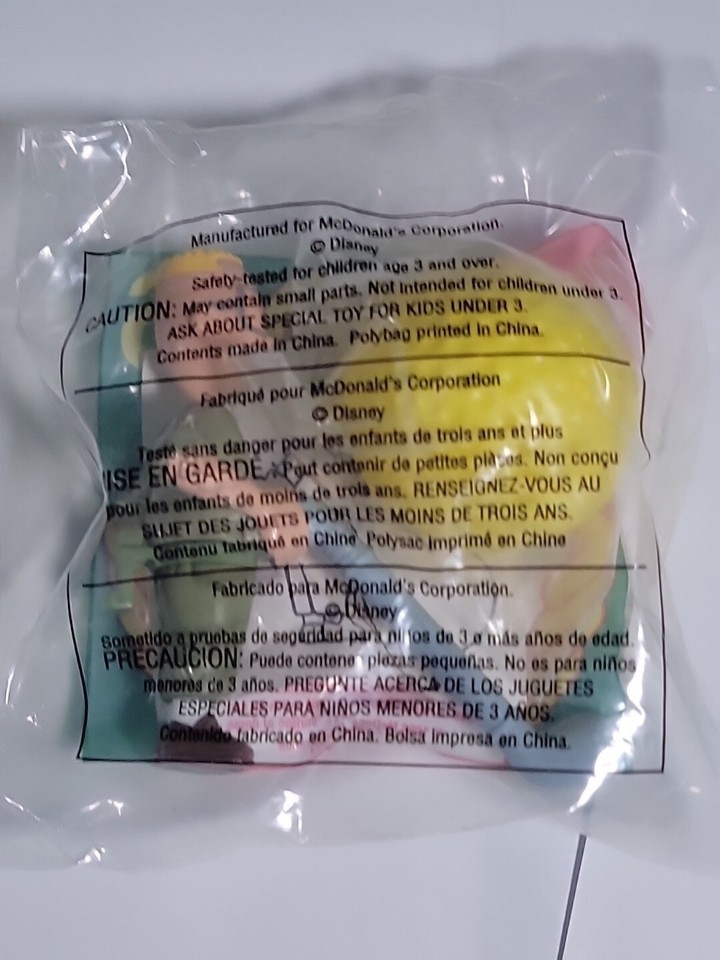 Manufactured for McDonald's Corporation.
© Disney
Safety-tested for children age 3 and over.
CAUTION: May contain small parts. Not intended for children under 3.
ASK ABOUT SPECIAL TOY FOR KIDS UNDER 3.
Contents made in China. Polybag printed in China.
Fabriqué pour McDonald's Corporation
© Disney
Testé sans danger pour les enfants de trois ans et plus
MISE EN GARDE: Peut contenir de petites pièces. Non conçu
pour les enfants de moins de trois ans. RENSEIGNEZ-VOUS AU
SUJET DES JOUETS POUR LES MOINS DE TROIS ANS.
Contenu fabriqué en Chine Polysac imprimé en Chine
Fabricado para McDonald's Corporation.
© Disney
Sometido a pruebas de seguridad para niños de 3 o más años de edad.
PRECAUCION: Puede contener piezas pequeñas. No es para niños
menores de 3 años. PREGUNTE ACERCA DE LOS JUGUETES
ESPECIALES PARA NIÑOS MENORES DE 3 AÑOS.
Contenido fabricado en China. Bolsa impresa en China.